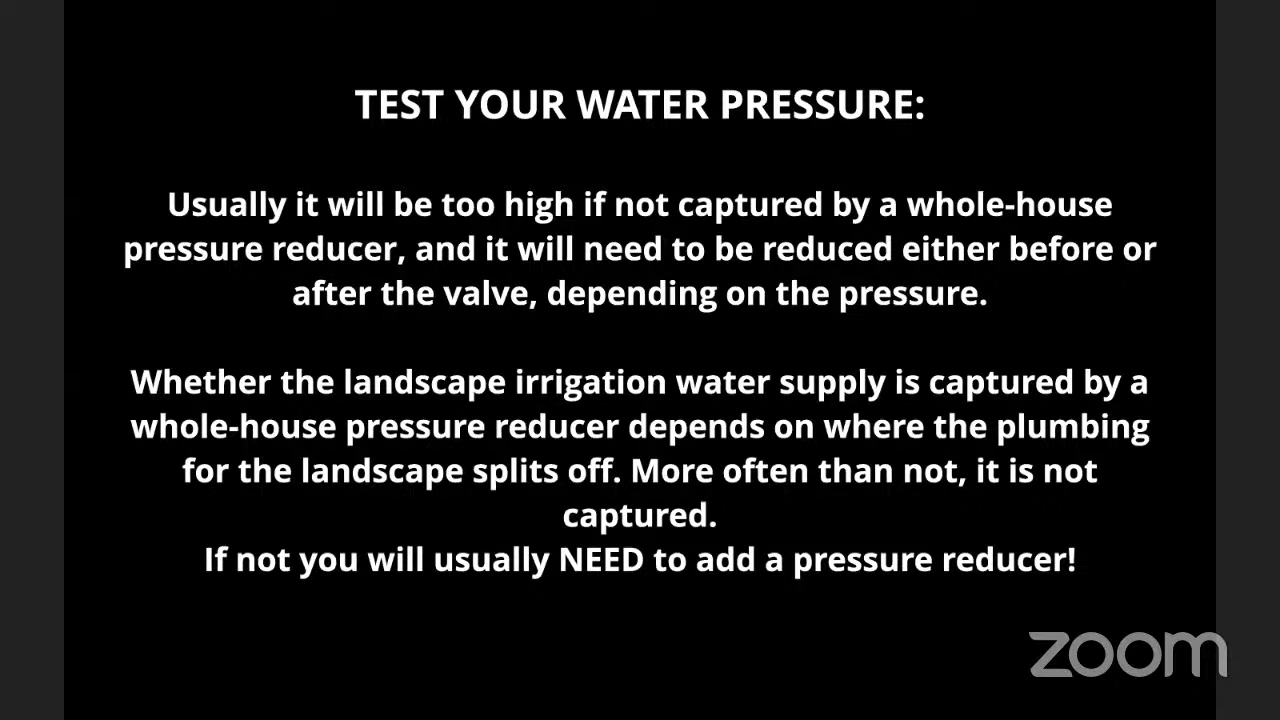 TEST YOUR WATER PRESSURE:
Usually it will be too high if not captured by a whole-house
pressure reducer, and it will need to be reduced either before or
after the valve, depending on the pressure.
Whether the landscape irrigation water supply is captured by a
whole-house pressure reducer depends on where the plumbing
for the landscape splits off. More often than not, it is not
captured.
If not you will usually NEED to add a pressure reducer!
zoom